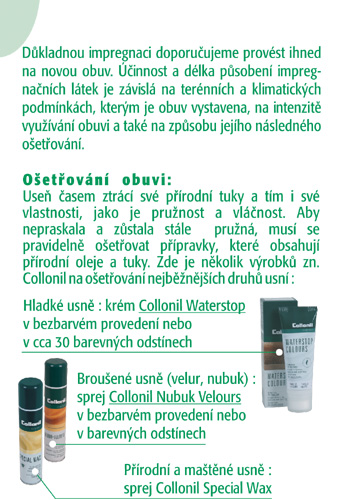 Důkladnou impregnaci doporučujeme provést ihned
na novou obuv. Účinnost a délka působení impreg-
načních látek je závislá na terénních a klimatických
podmínkách, kterým je obuv vystavena, na intenzitě
využívání obuvi a také na způsobu jejího následného
ošetřování.
Ošetřování obuvi:
Useň časem ztrácí své přírodní tuky a tím i své
vlastnosti, jako je pružnost a vláčnost. Aby
nepraskala a zůstala stále pružná, musí se
pravidelně ošetřovat přípravky, které obsahují
přírodní oleje a tuky. Zde je několik výrobků zn.
Collonil na ošetřování nejběžnějších druhů usní :
Hladké usně : krém Collonil Waterstop
v bezbarvém provedení nebo
v cca 30 barevných odstínech
Collonil
WATERSTOP
COLOURS
Broušené usně (velur, nubuk) :
sprej Collonil Nubuk Velours
v bezbarvém provedení nebo
v barevných odstínech
Collonil
Collonil
Přírodní a maštěné usně :
sprej Collonil Special Wax